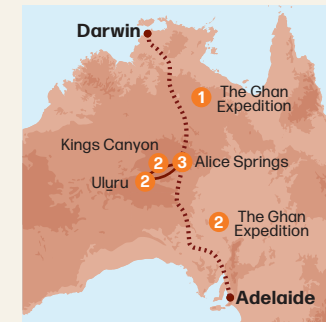 Darwin
1
The Ghan
Expedition
Kings Canyon
2
3
Alice Springs
2
Uluru
2
The Ghan
Expedition
Adelaide